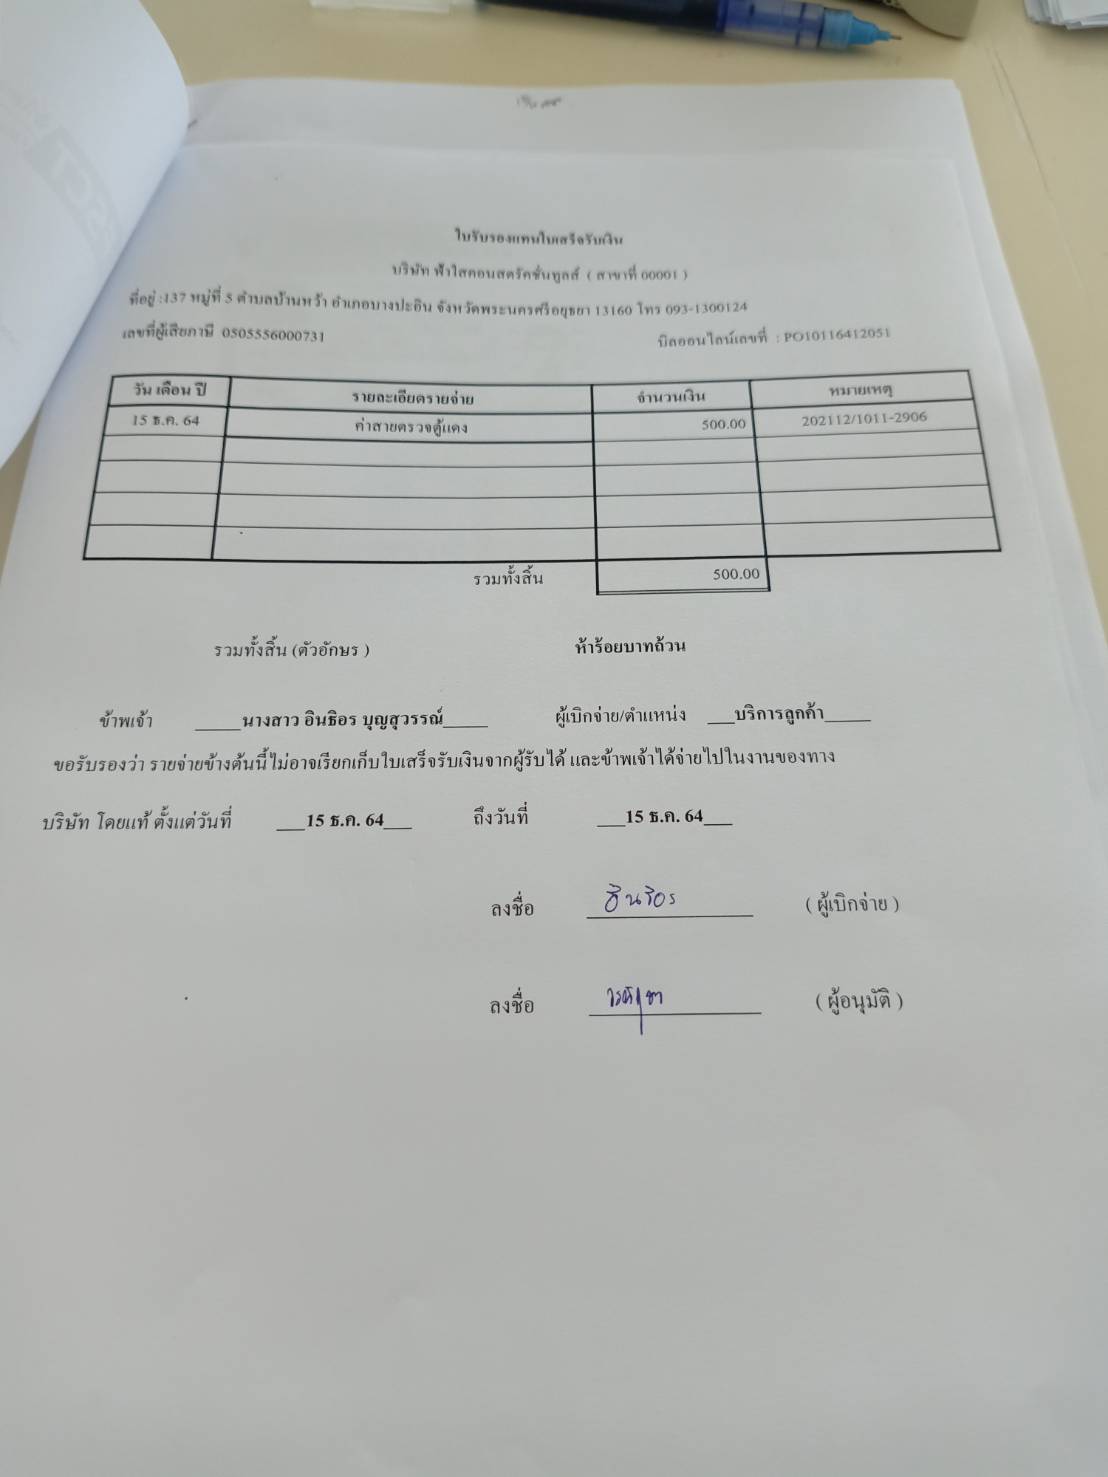 ใบรับรองแทนใบเสร็จรับเงิน
บริษัท ฟ้าใสคอนสตรัคชั่นทูลส์ ( สาขาที่ 00001 )
ที่อยู่ :137 หมู่ที่ 5 ตำบลบ้านหว้า อำเภอบางปะอิน จังหวัดพระนครศรีอยุธยา 13160 โทร 093-1300124
เลขที่ผู้เสียภาษี 0505556000731 บิลออนไลน์เลขที่ : PO10116412051
วัน เดือน ปี รายละเอียดรายจ่าย จำนวนเงิน หมายเหตุ
15 ธ.ค. 64 ค่าสายตรวจตู้แดง 500.00 202112/1011-2906
รวมทั้งสิ้น 500.00
รวมทั้งสิ้น (ตัวอักษร ) ห้าร้อยบาทถ้วน
ข้าพเจ้า _____นางสาว อินธิอร บุญสุวรรณ์_____ ผู้เบิกจ่าย/ตำแหน่ง ___บริการลูกค้า_____
ขอรับรองว่า รายจ่ายข้างต้นนี้ไม่อาจเรียกเก็บใบเสร็จรับเงินจากผู้รับได้ และข้าพเจ้าได้จ่ายไปในงานของทาง
บริษัท โดยแท้ ตั้งแต่วันที่ ___15 ธ.ค. 64___ ถึงวันที่ ___15 ธ.ค. 64___
ลงชื่อ อินธิอร ( ผู้เบิกจ่าย )
ลงชื่อ ( ผู้อนุมัติ )